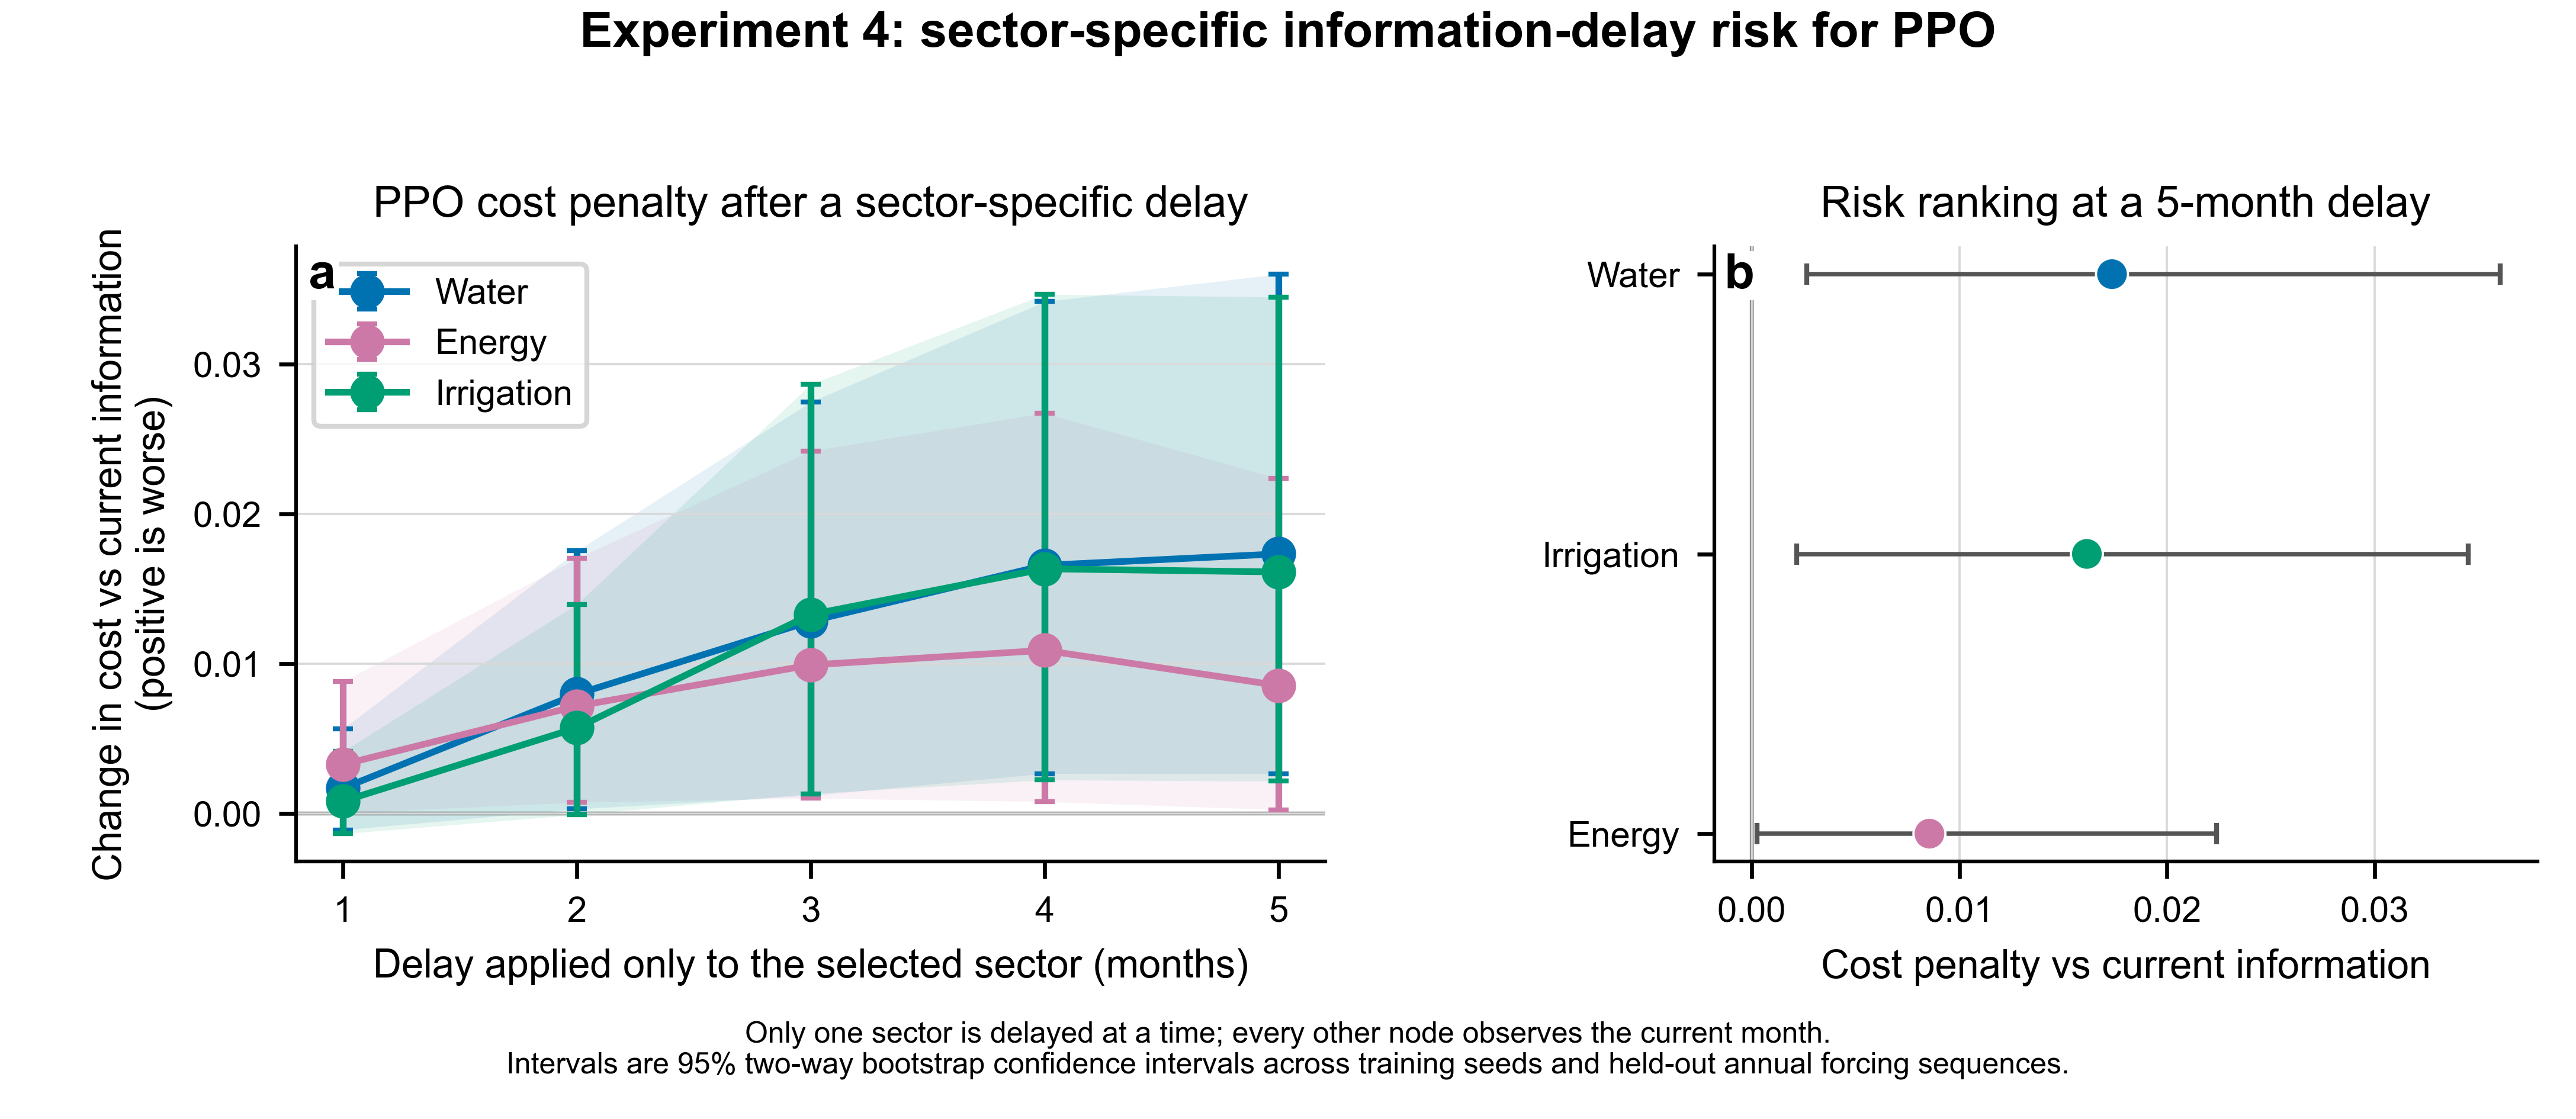 Experiment 4: sector-specific information-delay risk for PPO
PPO cost penalty after a sector-specific delay
a
Water
Energy
Irrigation
Change in cost vs current information
(positive is worse)
0.03
0.02
0.01
0.00
1 2 3 4 5
Delay applied only to the selected sector (months)
Risk ranking at a 5-month delay
b
Water
Irrigation
Energy
0.00 0.01 0.02 0.03
Cost penalty vs current information
Only one sector is delayed at a time; every other node observes the current month.
Intervals are 95% two-way bootstrap confidence intervals across training seeds and held-out annual forcing sequences.